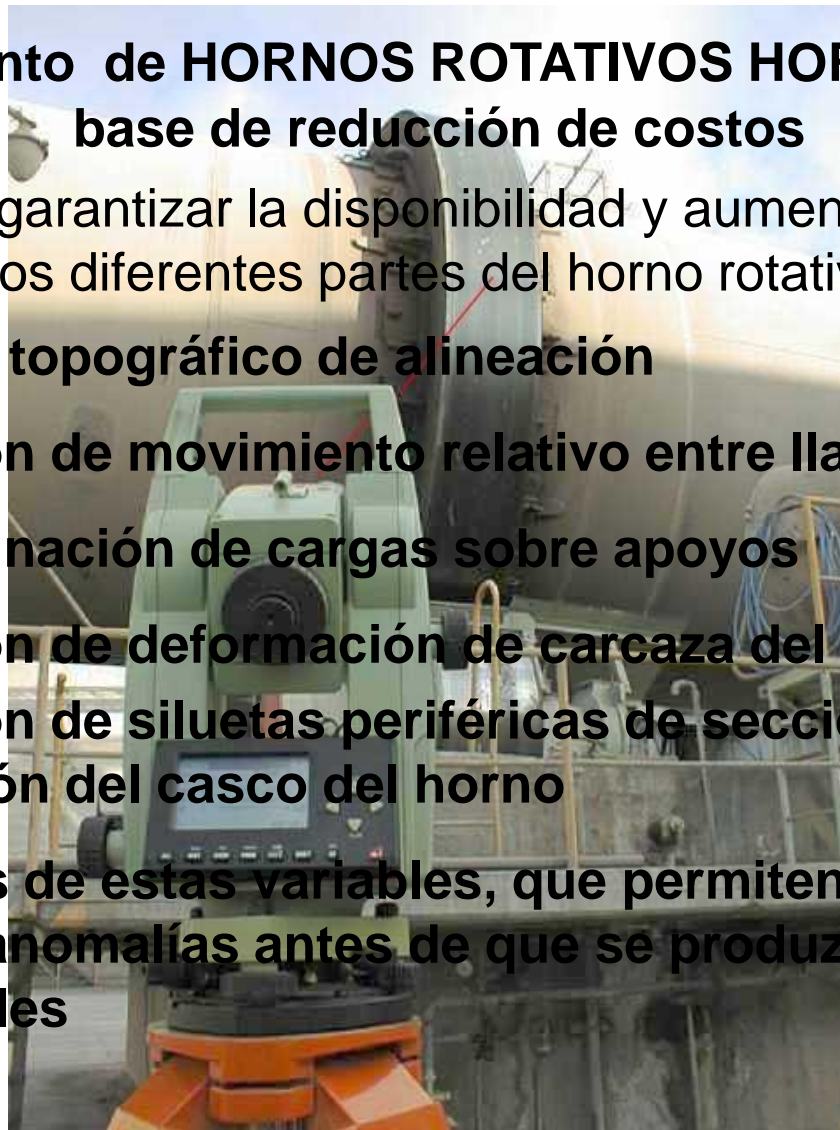 nto de HORNOS ROTATIVOS HOR
base de reducción de costos
garantizar la disponibilidad y aumen
os diferentes partes del horno rotativ
topográfico de alineación
n de movimiento relativo entre lla
nación de cargas sobre apoyos
n de deformación de carcaza del
n de siluetas periféricas de secci
ón del casco del horno
s de estas variables, que permiten
anomalías antes de que se produz
les